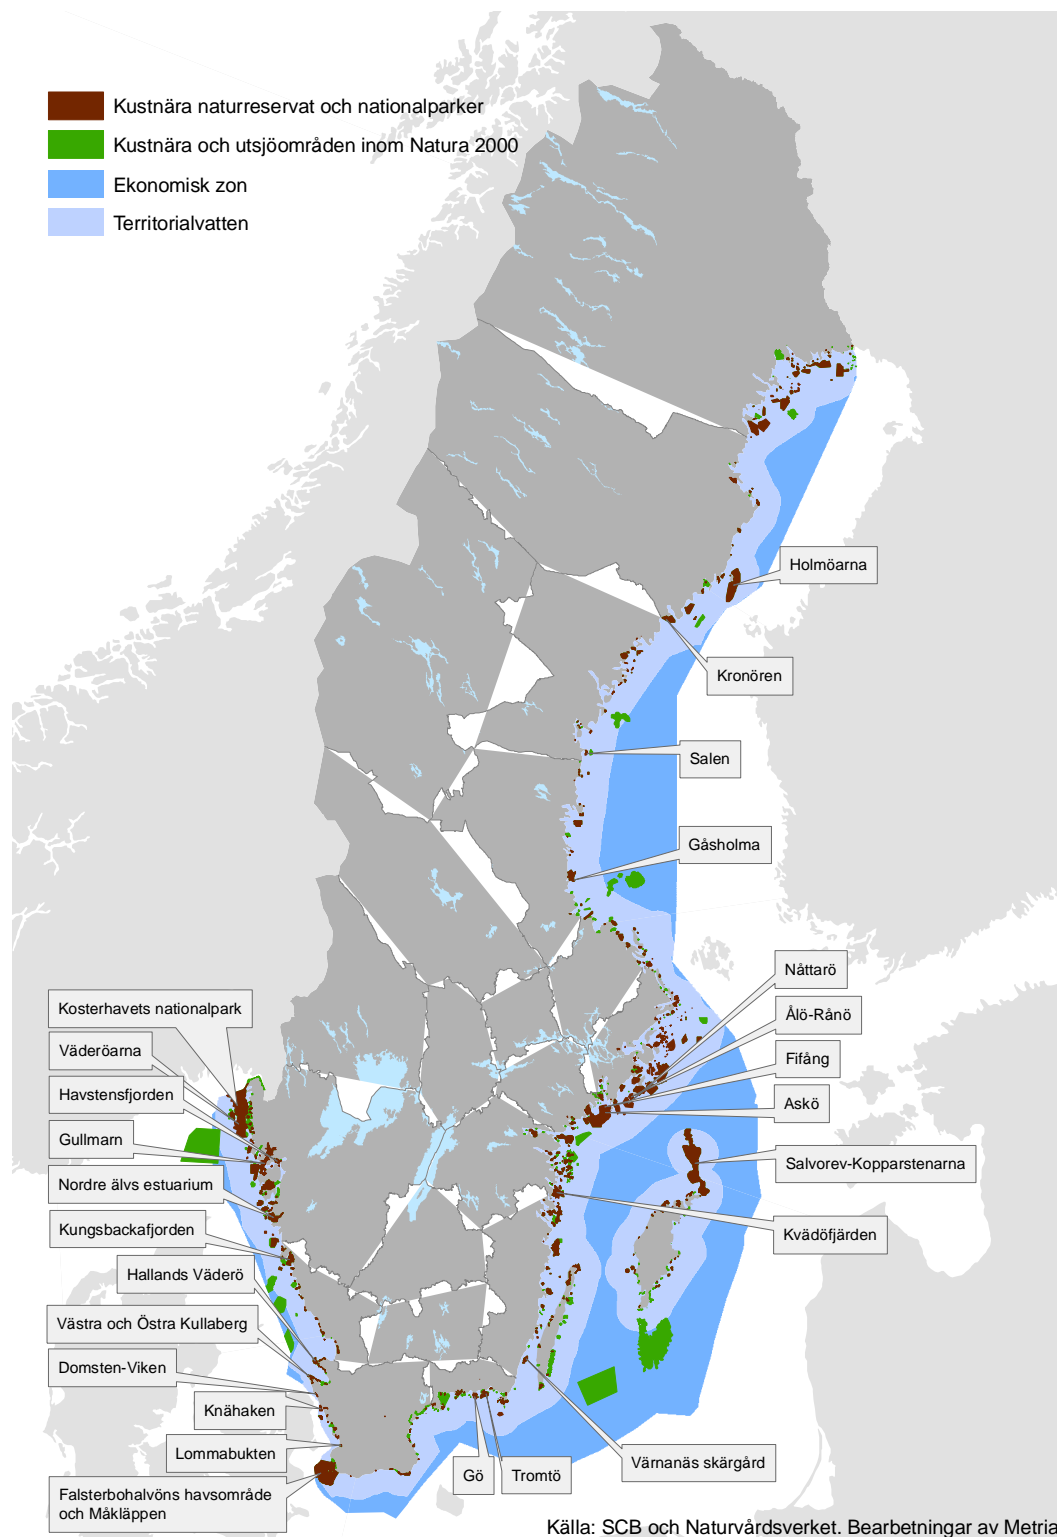 Kustnära naturreservat och nationalparker
Kustnära och utsjöområden inom Natura 2000
Ekonomisk zon
Territorialvatten
Holmöarna
Kronören
Salen
Gåsholma
Nåttarö
Ålö-Rånö
Fifång
Askö
Salvorev-Kopparstenarna
Kvädöfjärden
Kosterhavets nationalpark
Väderöarna
Havstensfjorden
Gullmarn
Nordre älvs estuarium
Kungsbackafjorden
Hallands Väderö
Västra och Östra Kullaberg
Domsten-Viken
Knähaken
Lommabukten
Falsterbohalvöns havsområde
och Måkläppen
Gö
Tromtö
Värnanäs skärgård
Källa: SCB och Naturvårdsverket. Bearbetningar av Metria